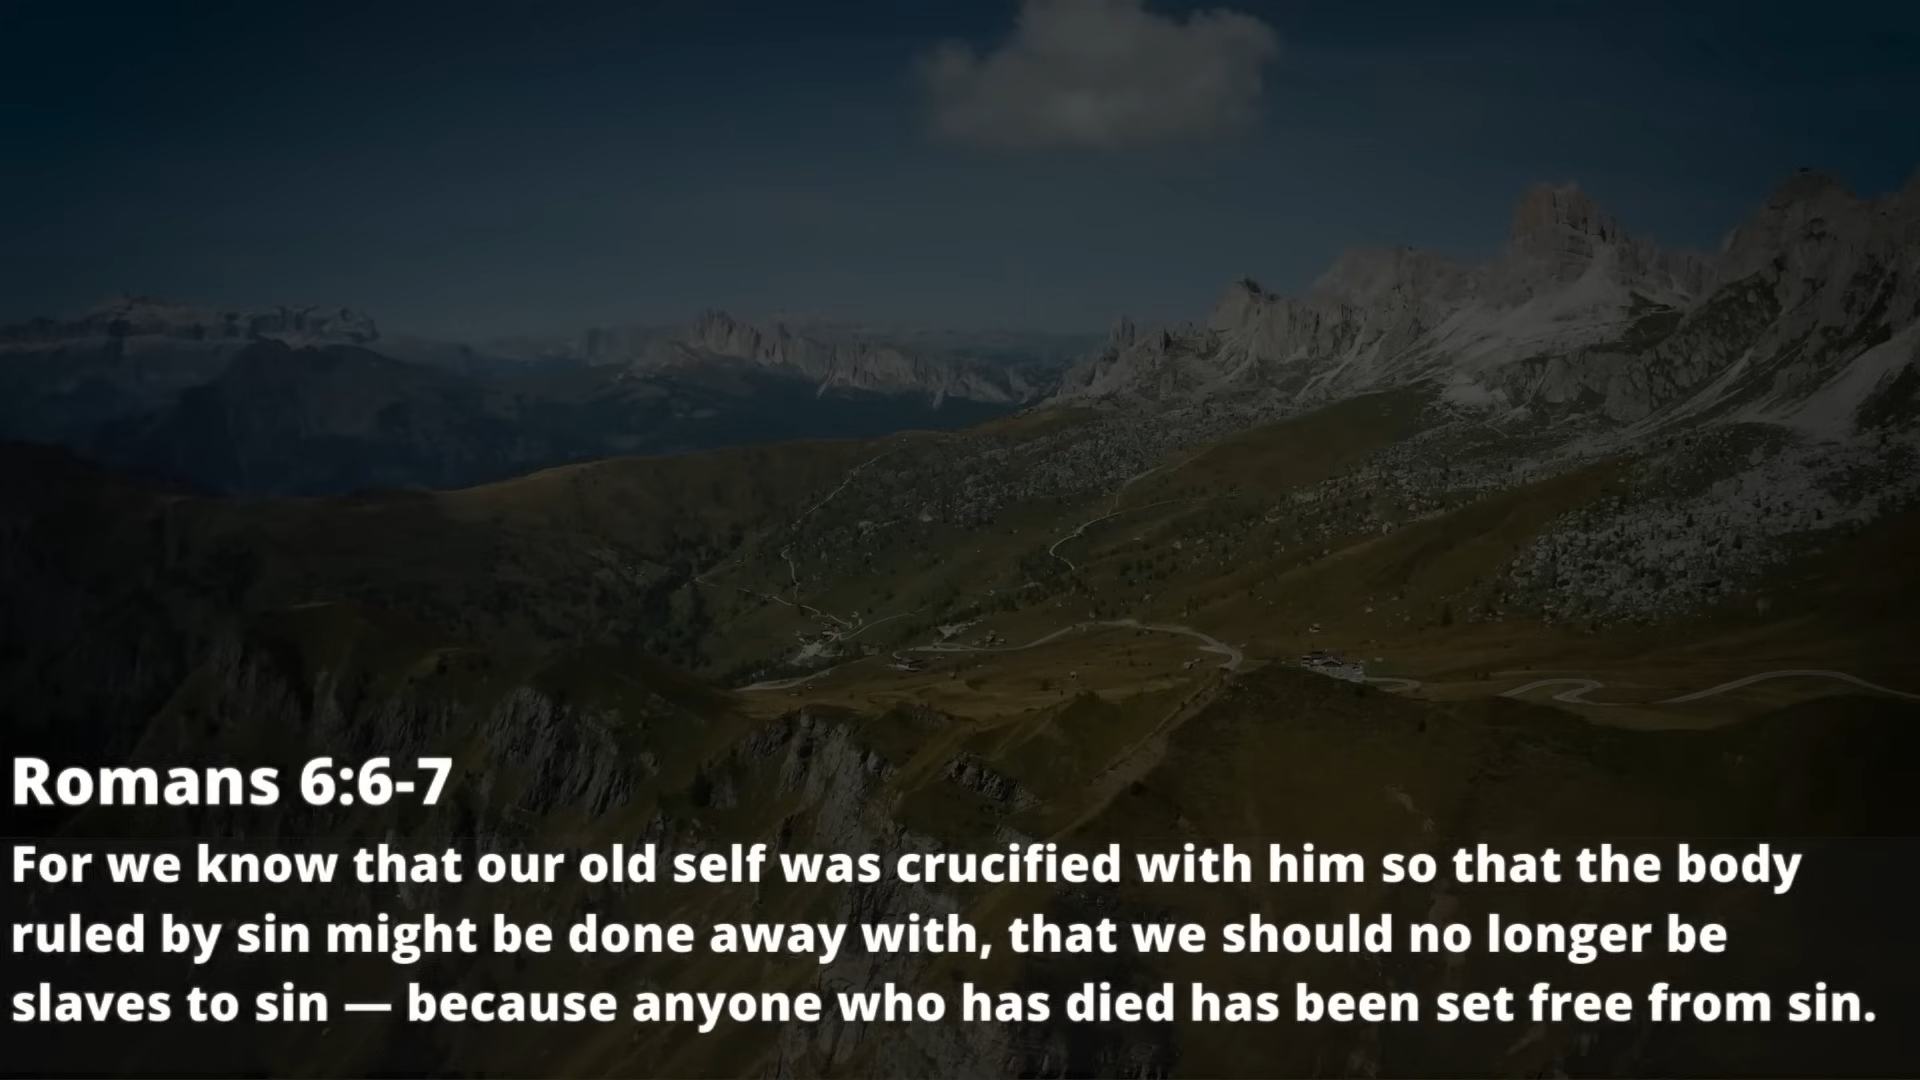 Romans 6:6-7
For we know that our old self was crucified with him so that the body
ruled by sin might be done away with, that we should no longer be
slaves to sin — because anyone who has died has been set free from sin.